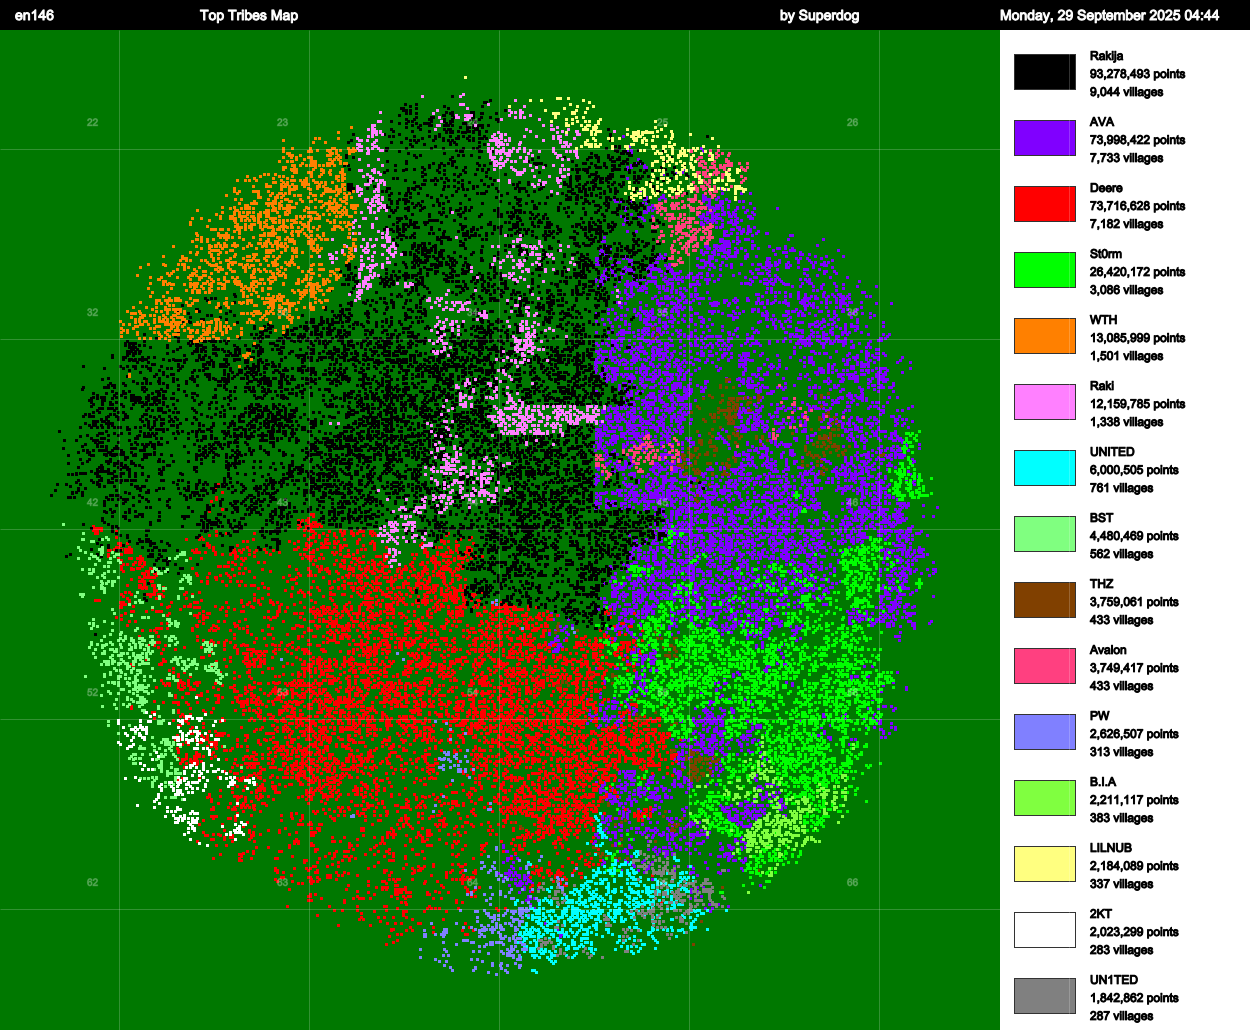 en146 Top Tribes Map by Superdog Monday, 29 September 2025 04:44
Rakija
93,278,493 points
9,044 villages
AVA
73,998,422 points
7,733 villages
Deere
73,716,628 points
7,182 villages
St0rm
26,420,172 points
3,086 villages
WTH
13,085,999 points
1,501 villages
Raki
12,159,785 points
1,338 villages
UNITED
6,000,505 points
761 villages
BST
4,480,469 points
562 villages
THZ
3,759,061 points
433 villages
Avalon
3,749,417 points
433 villages
PW
2,626,507 points
313 villages
B.I.A
2,211,117 points
383 villages
LILNUB
2,184,089 points
337 villages
2KT
2,023,299 points
283 villages
UN1TED
1,842,862 points
287 villages
22 23 25 26
32 35 36
42 43 45 46
52 53 54
62 63 64 66